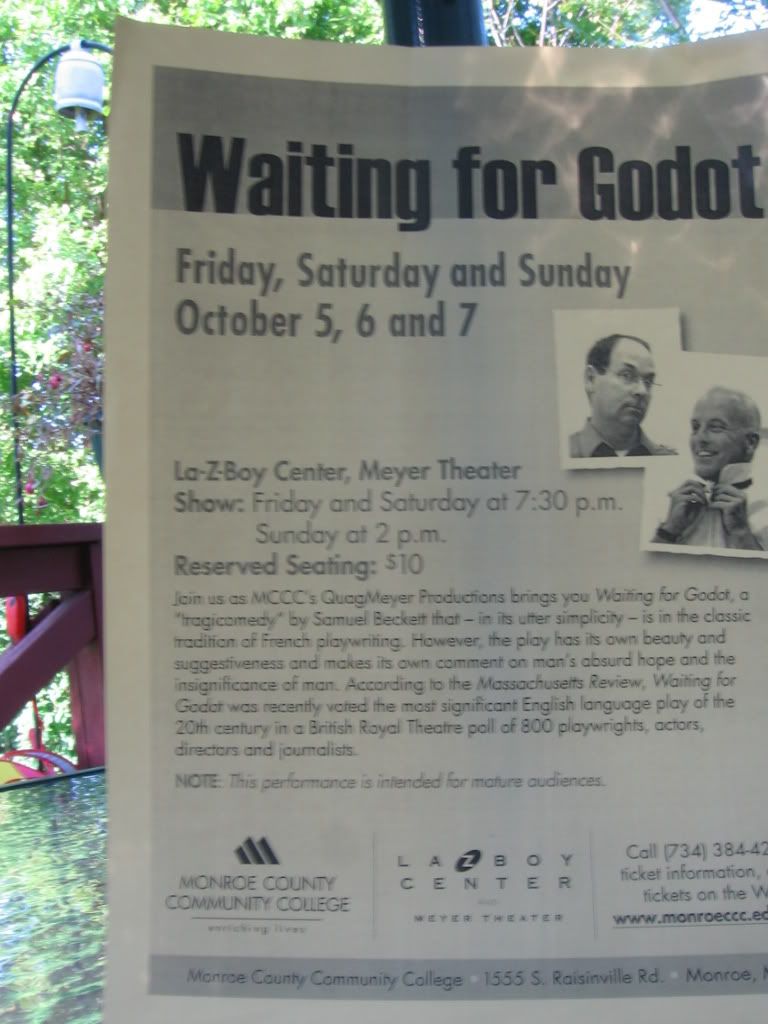 Waiting for Godot
Friday, Saturday and Sunday
October 5, 6 and 7
La-Z-Boy Center, Meyer Theater
Show: Friday and Saturday at 7:30 p.m.
Sunday at 2 p.m.
Reserved Seating: $10
Join us as MCCC's QuagMeyer Productions brings you Waiting for Godot, a
"tragicomedy" by Samuel Beckett that – in its utter simplicity – is in the classic
tradition of French playwriting. However, the play has its own beauty and
suggestiveness and makes its own comment on man's absurd hope and the
insignificance of man. According to the Massachusetts Review, Waiting for
Godot was recently voted the most significant English language play of the
20th century in a British Royal Theatre poll of 800 playwrights, actors,
directors and journalists.
NOTE: This performance is intended for mature audiences.
MONROE COUNTY
COMMUNITY COLLEGE
enriching lives
LA Z BOY
CENTER
AND
MEYER THEATER
Call (734) 384-42
ticket information,
tickets on the W
www.monroeccc.ed
Monroe County Community College • 1555 S. Raisinville Rd. • Monroe, M